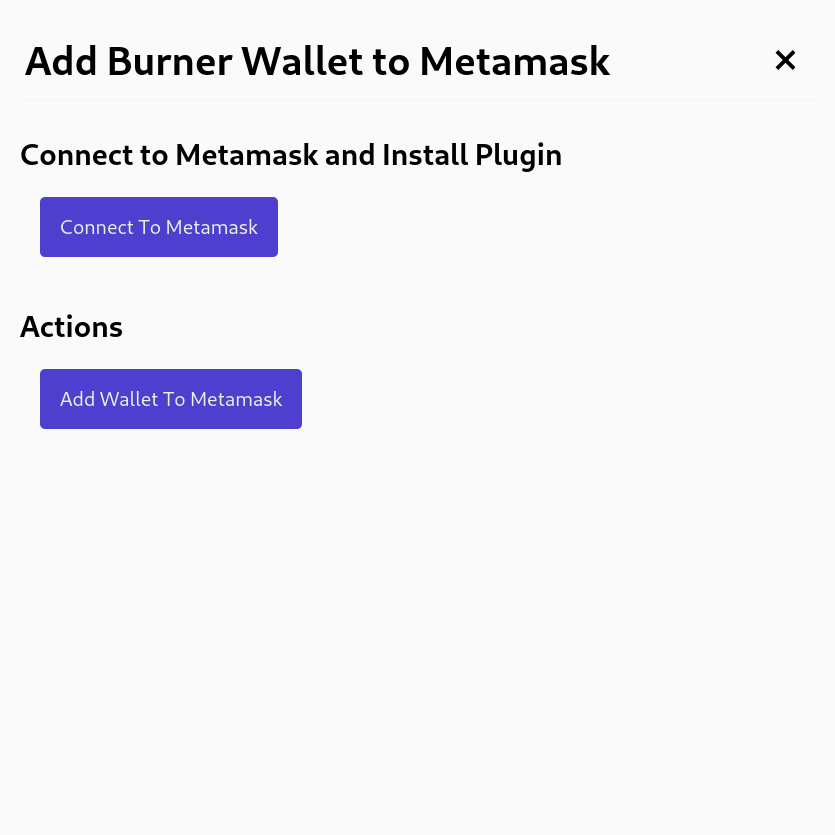 Add Burner Wallet to Metamask ×
Connect to Metamask and Install Plugin
Connect To Metamask
Actions
Add Wallet To Metamask